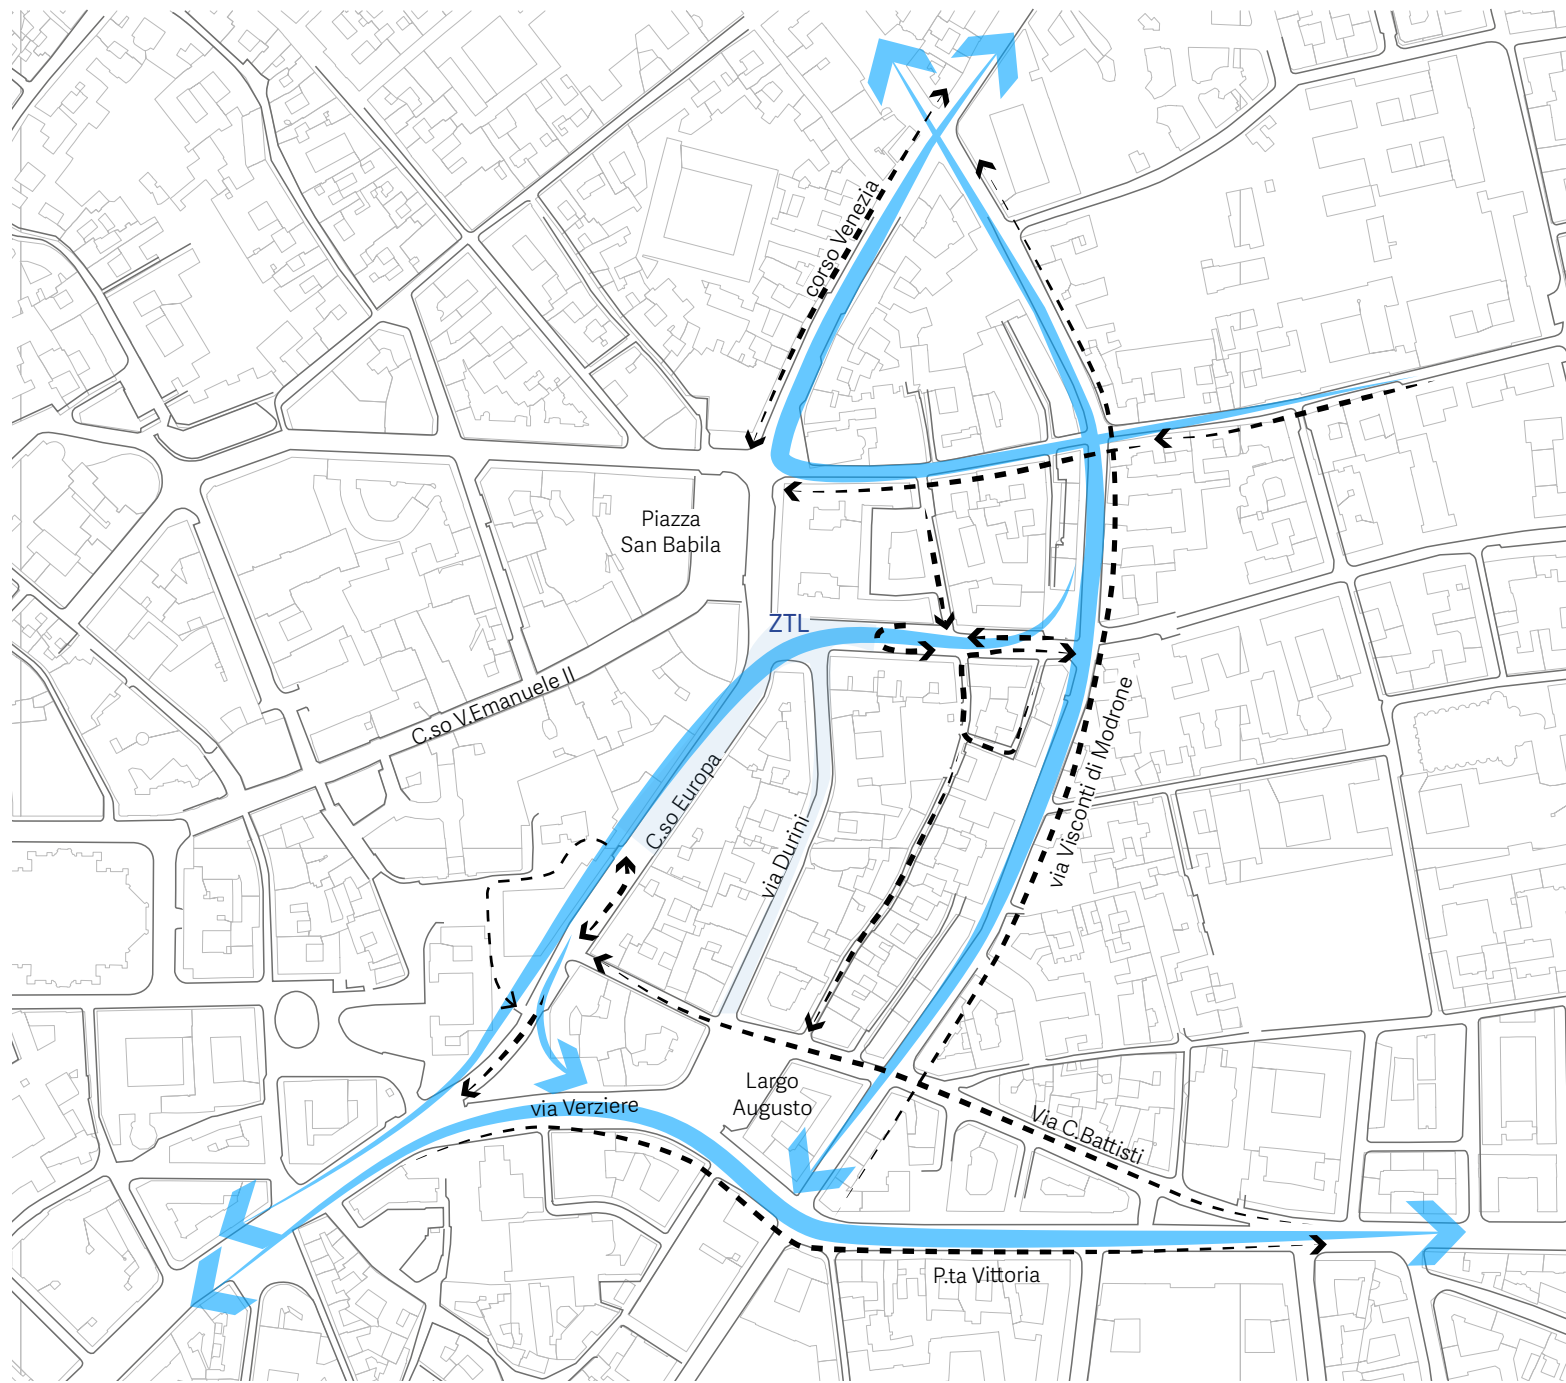 corso Venezia
Piazza
San Babila
ZTL
C.so V.Emanuele II
via Visconti di Modrone
C.so Europa
via Durini
Largo
Augusto
via Verziere
Via C.Battisti
P.ta Vittoria